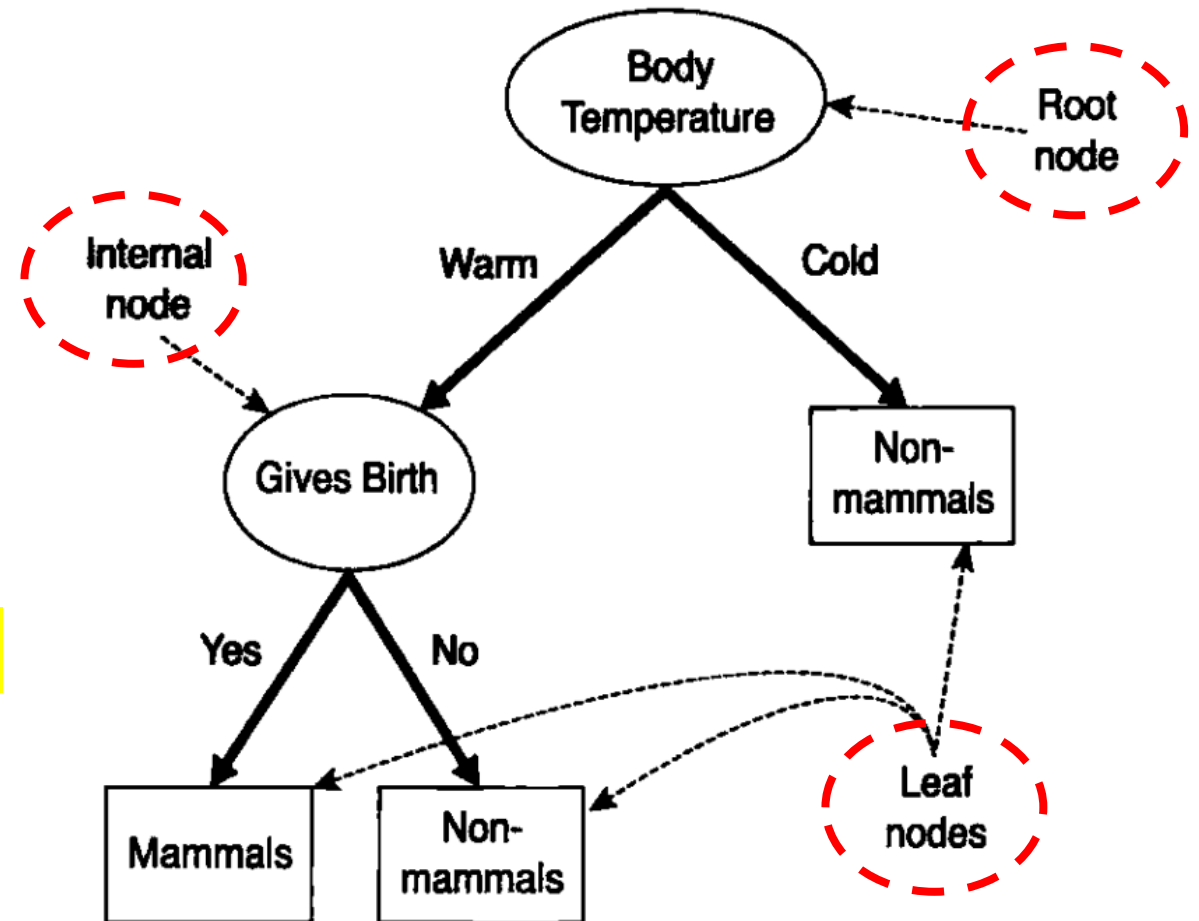 Body
Temperature
Root
node
Internal
node
Warm
Cold
Gives Birth
Non-
mammals
Yes
No
Mammals
Non-
mammals
Leaf
nodes